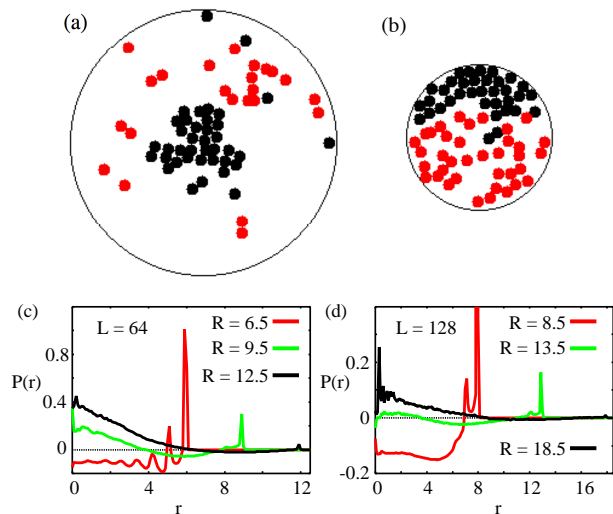 (a)
(b)
(c)
L = 64
R = 6.5
R = 9.5
R = 12.5
P(r)
0.8
0.4
0
0
4
8
12
r
(d)
L = 128
R = 8.5
R = 13.5
R = 18.5
P(r)
0.2
0
-0.2
0
4
8
12
16
r